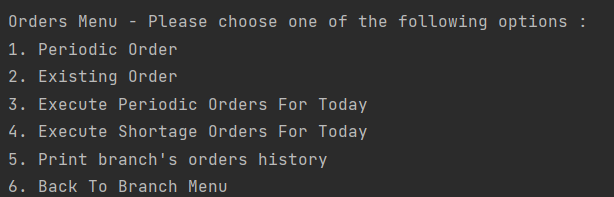 Orders Menu - Please choose one of the following options :
1. Periodic Order
2. Existing Order
3. Execute Periodic Orders For Today
4. Execute Shortage Orders For Today
5. Print branch's orders history
6. Back To Branch Menu